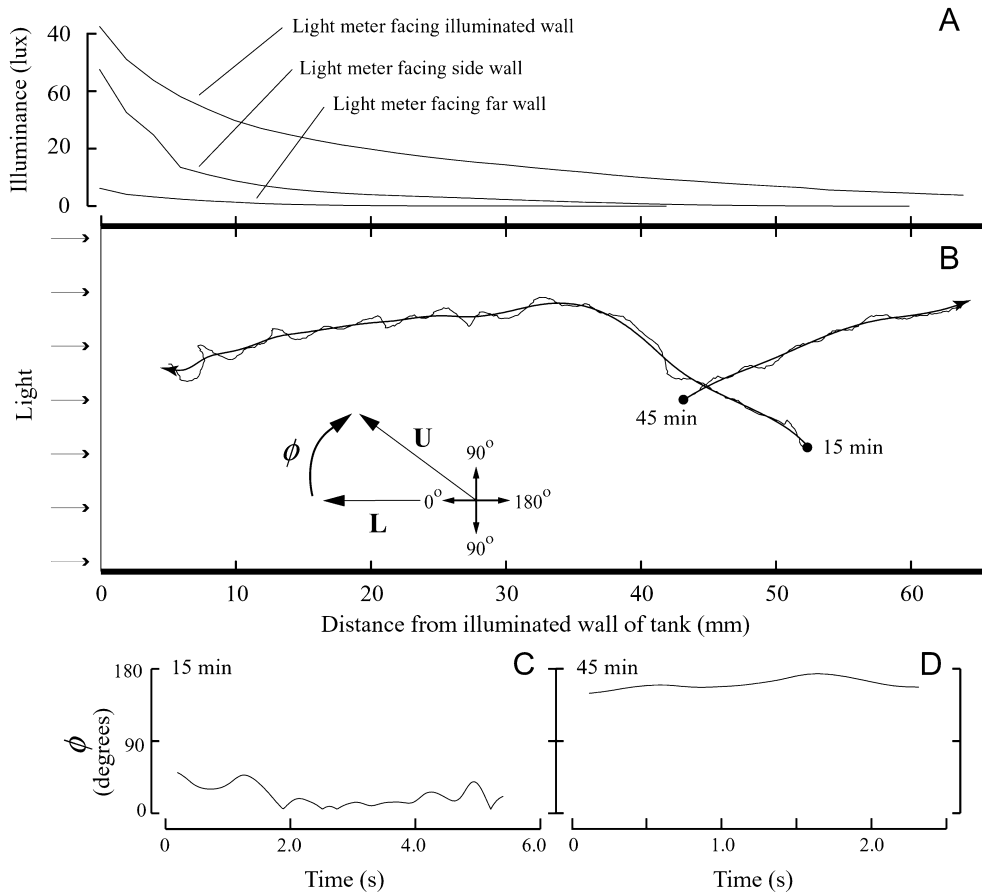 A
Illuminance (lux)
40
60
20
0
Light meter facing illuminated wall
Light meter facing side wall
Light meter facing far wall
B
Light
45 min
15 min
ϕ
U
L
90°
0°
180°
90°
0 10 20 30 40 50 60
Distance from illuminated wall of tank (mm)
C
15 min
ϕ
(degrees)
180
90
0
0 2.0 4.0 6.0
Time (s)
D
45 min
0 1.0 2.0
Time (s)